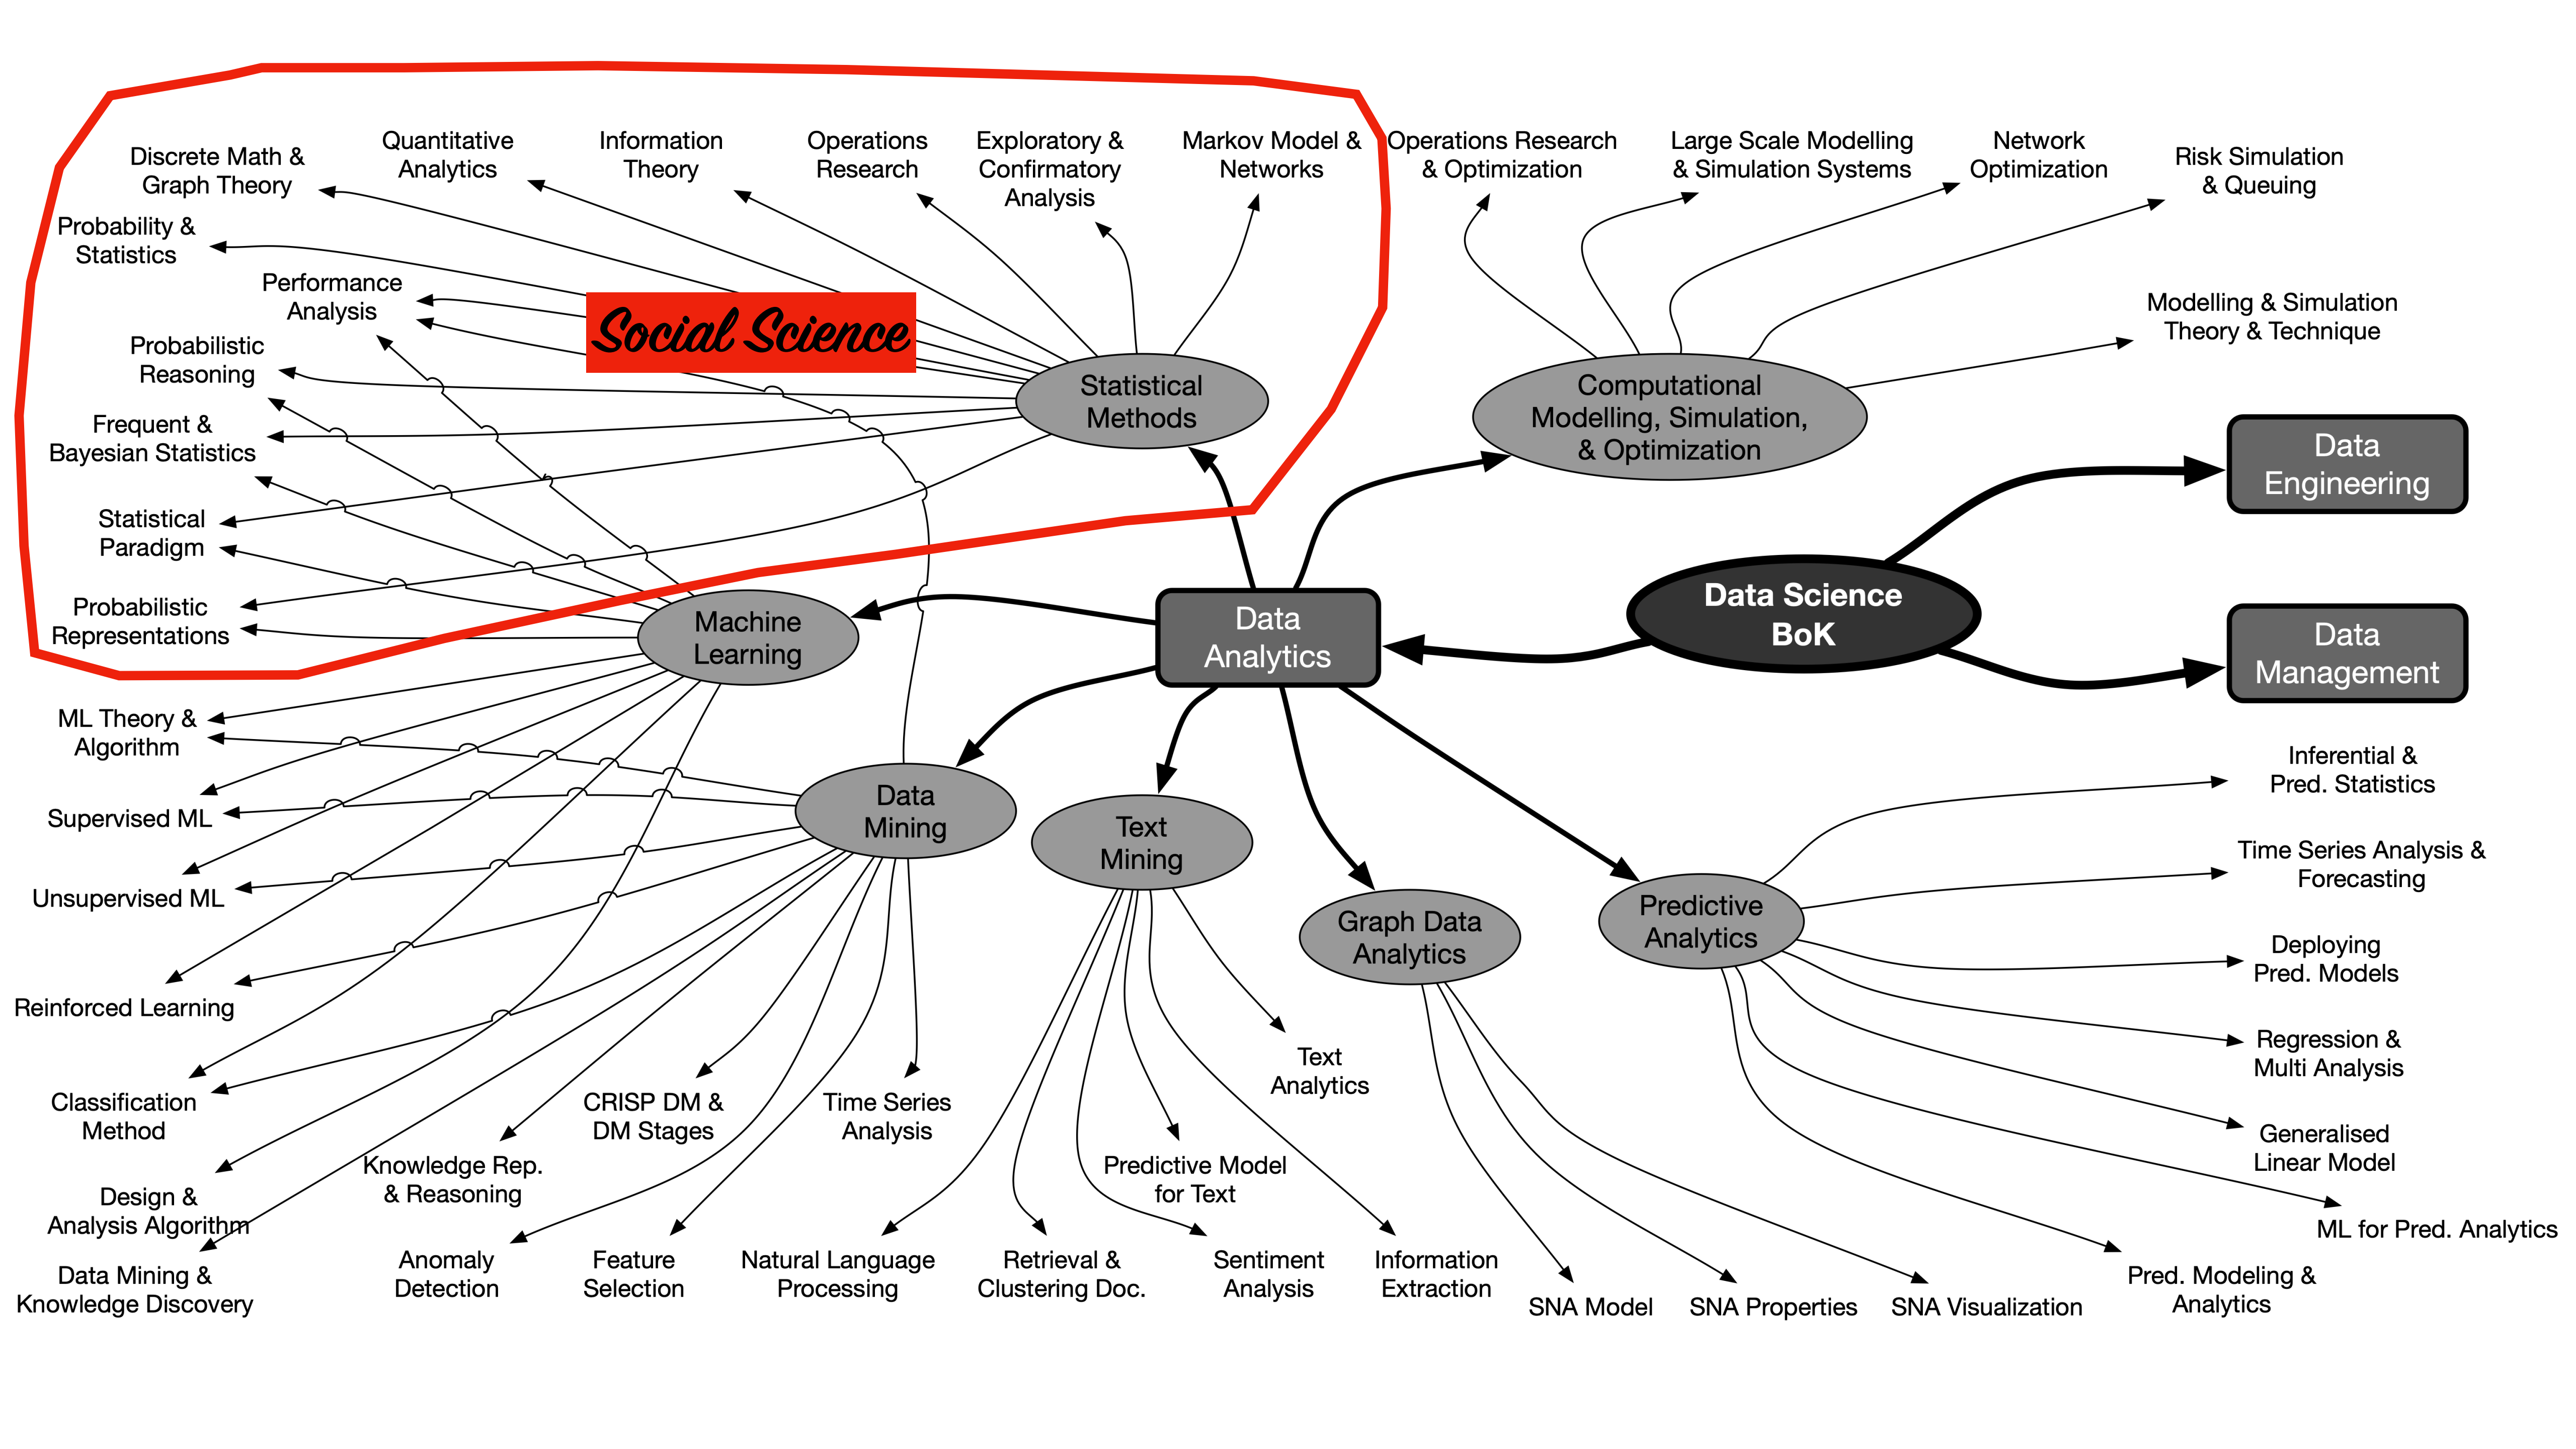 Discrete Math &
Graph Theory
Quantitative
Analytics
Information
Theory
Operations
Research
Exploratory &
Confirmatory
Analysis
Markov Model &
Networks
Operations Research
& Optimization
Large Scale Modelling
& Simulation Systems
Network
Optimization
Risk Simulation
& Queuing
Probability &
Statistics
Performance
Analysis
Social Science
Modelling & Simulation
Theory & Technique
Probabilistic
Reasoning
Statistical
Methods
Computational
Modelling, Simulation,
& Optimization
Frequent &
Bayesian Statistics
Data
Engineering
Statistical
Paradigm
Probabilistic
Representations
Machine
Learning
Data
Analytics
Data Science
BoK
Data
Management
ML Theory &
Algorithm
Supervised ML
Data
Mining
Text
Mining
Inferential &
Pred. Statistics
Unsupervised ML
Graph Data
Analytics
Predictive
Analytics
Time Series Analysis &
Forecasting
Deploying
Pred. Models
Reinforced Learning
Text
Analytics
Regression &
Multi Analysis
Classification
Method
CRISP DM &
DM Stages
Time Series
Analysis
Generalised
Linear Model
Knowledge Rep.
& Reasoning
Predictive Model
for Text
Design &
Analysis Algorithm
ML for Pred. Analytics
Data Mining &
Knowledge Discovery
Anomaly
Detection
Feature
Selection
Natural Language
Processing
Retrieval &
Clustering Doc.
Sentiment
Analysis
Information
Extraction
SNA Model
SNA Properties
SNA Visualization
Pred. Modeling &
Analytics